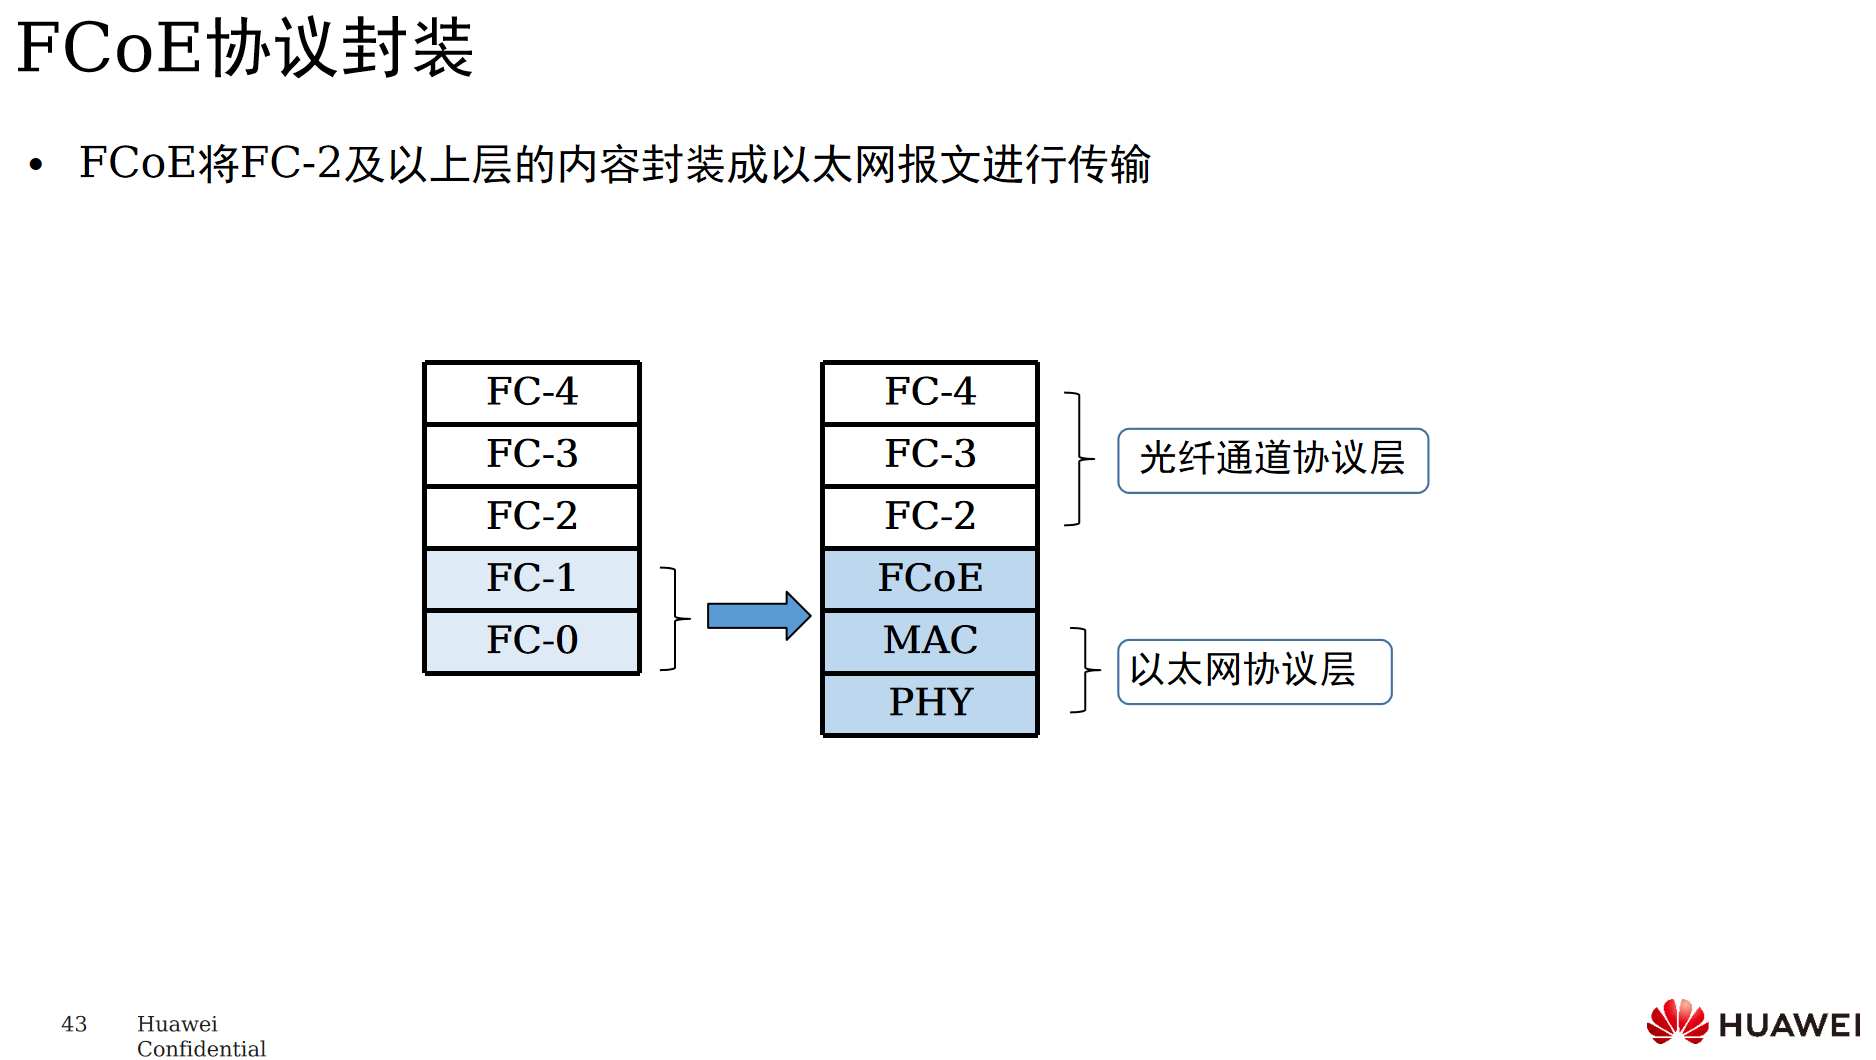 FCoE协议封装
• FCoE将FC-2及以上层的内容封装成以太网报文进行传输
FC-4
FC-3
FC-2
FC-1
FC-0
FC-4
FC-3
FC-2
FCoE
MAC
PHY
光纤通道协议层
以太网协议层
43
Huawei
Confidential
HUAWEI